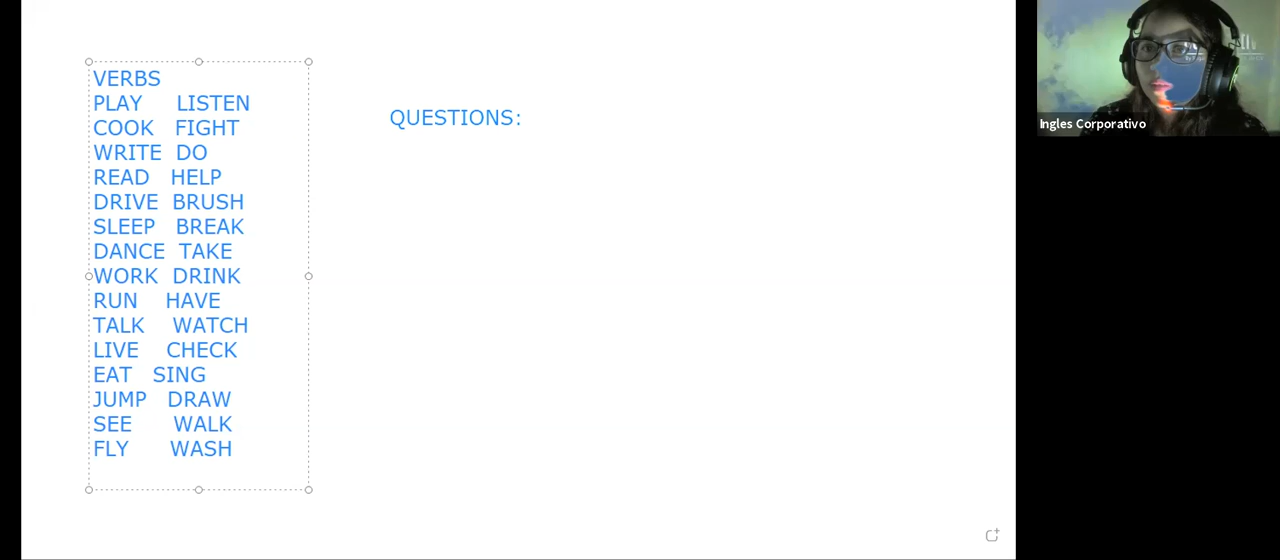 VERBS
PLAY LISTEN
COOK FIGHT
WRITE DO
READ HELP
DRIVE BRUSH
SLEEP BREAK
DANCE TAKE
WORK DRINK
RUN HAVE
TALK WATCH
LIVE CHECK
EAT SING
JUMP DRAW
SEE WALK
FLY WASH
QUESTIONS:
Ingles Corporativo